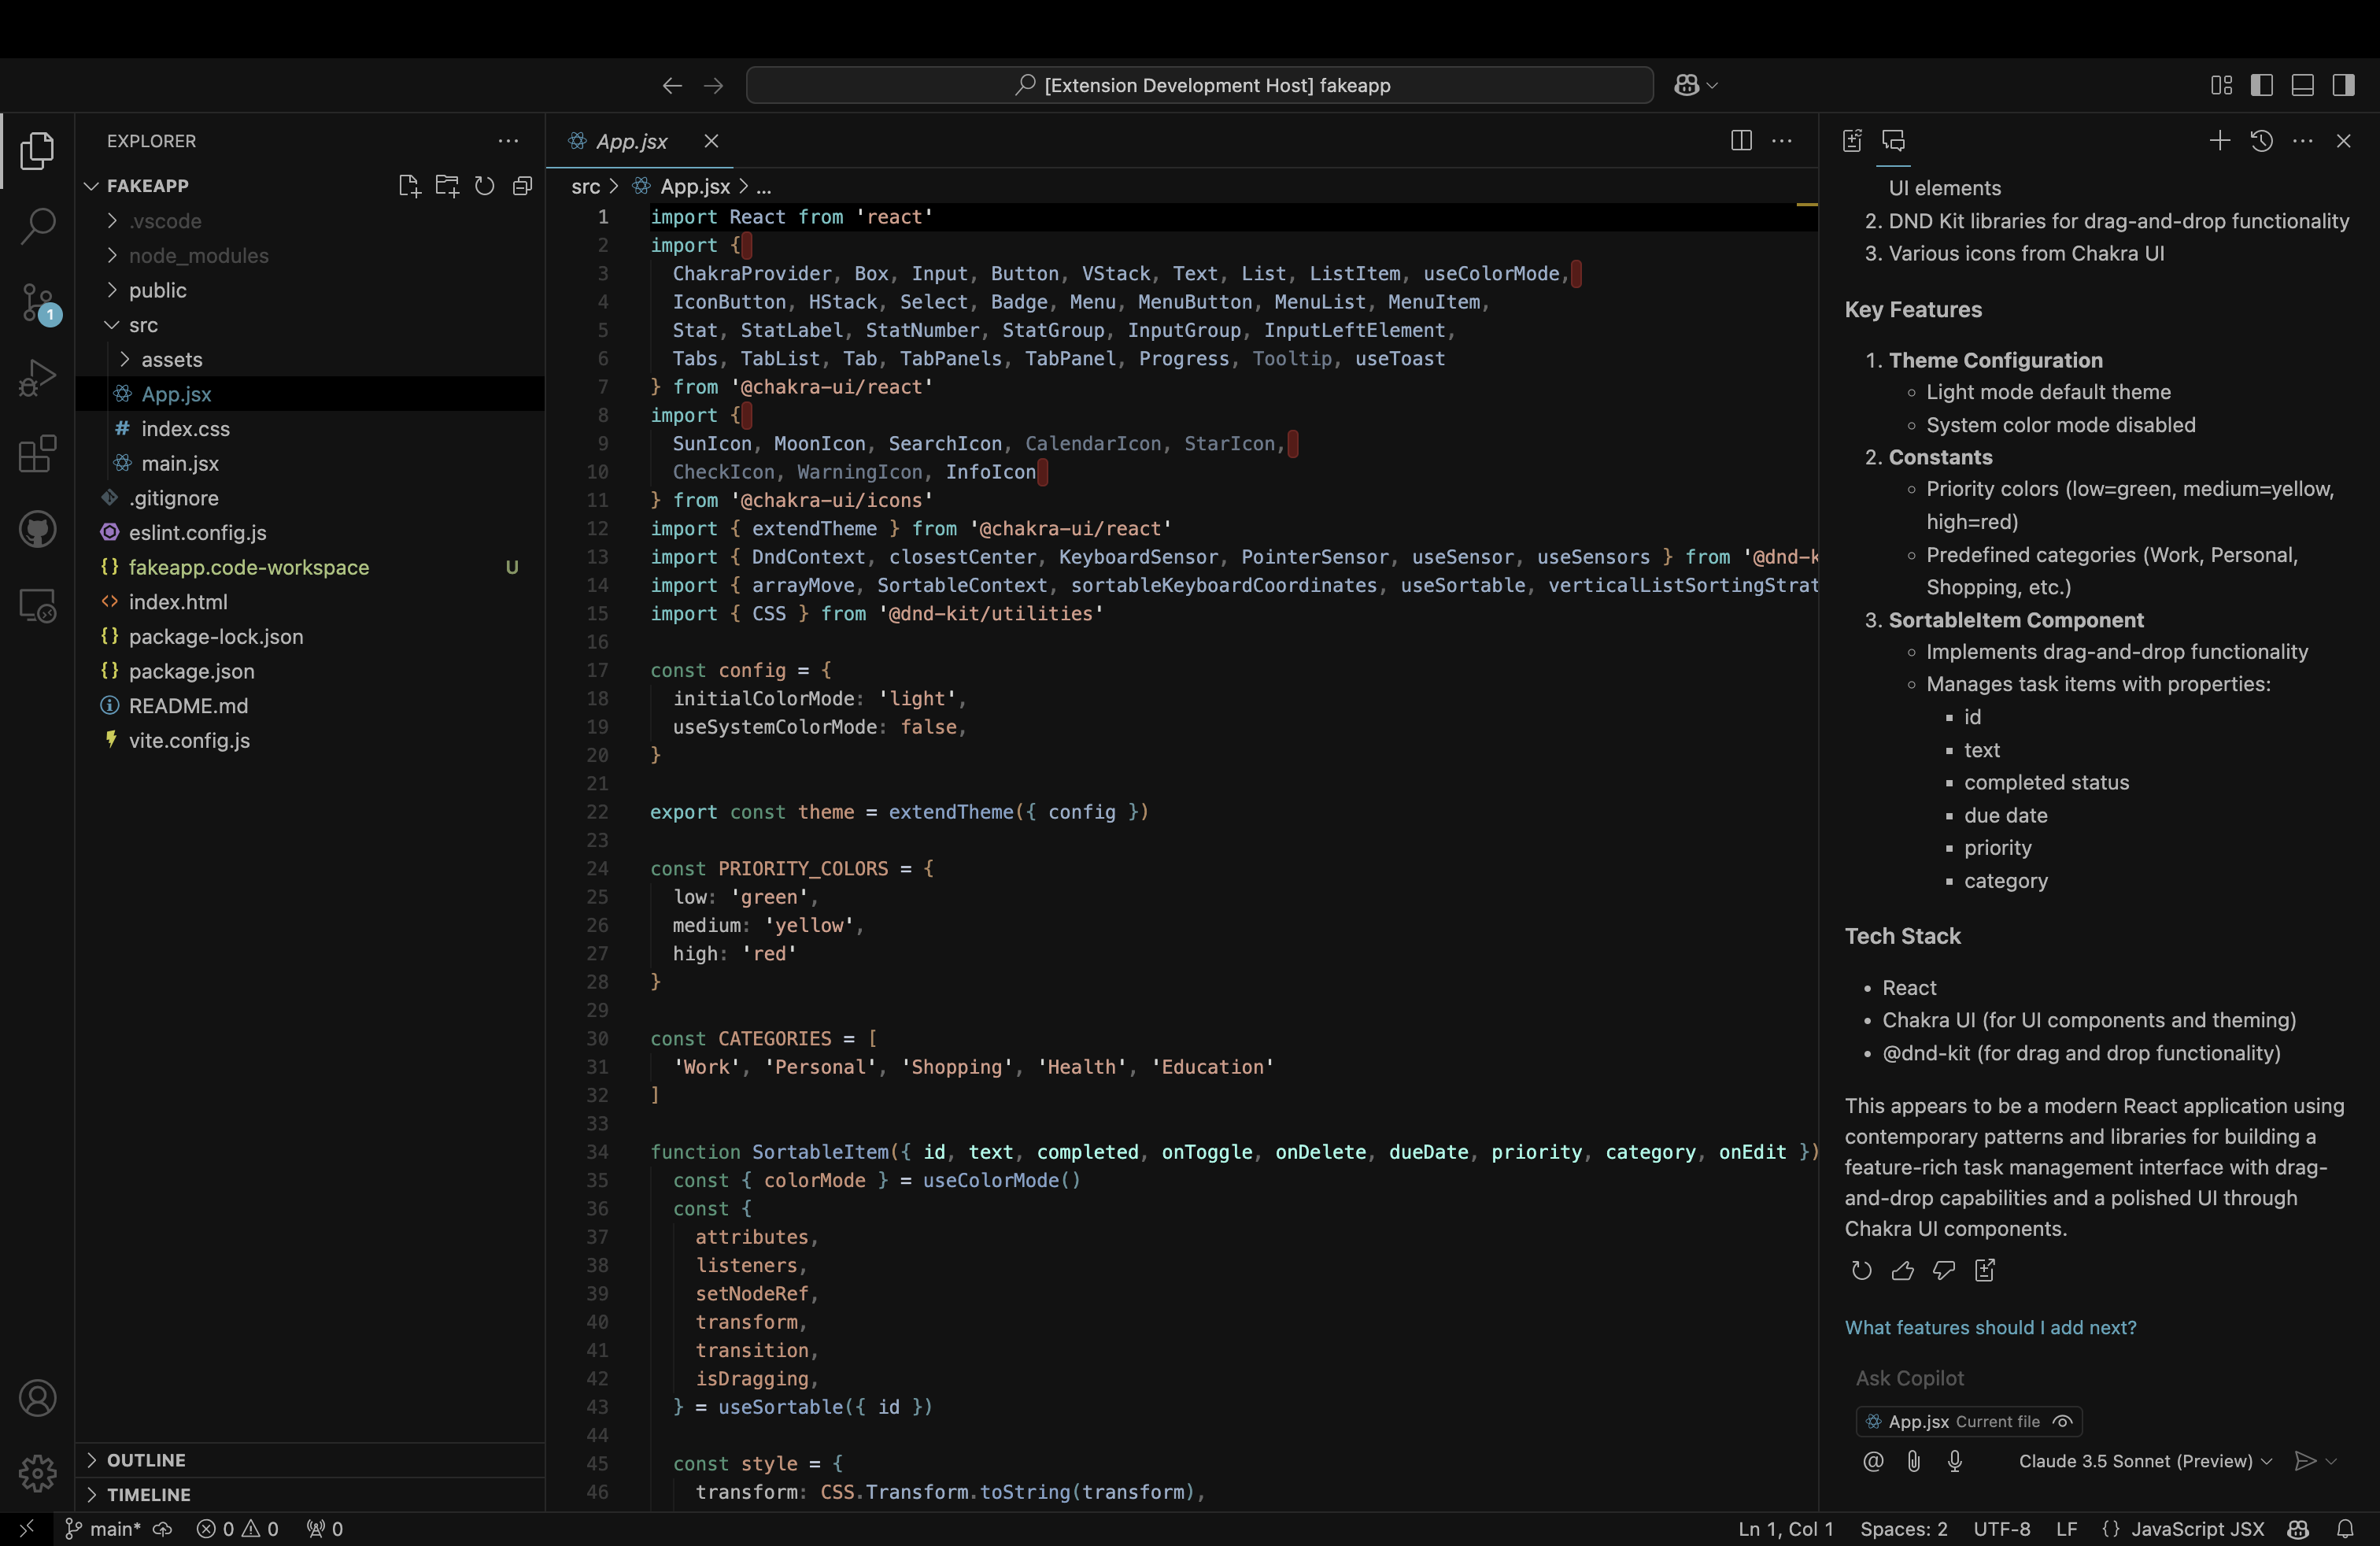 [Extension Development Host] fakeapp
EXPLORER
FAKEAPP
.vscode
node_modules
public
src
assets
App.jsx
index.css
main.jsx
.gitignore
eslint.config.js
fakeapp.code-workspace U
index.html
package-lock.json
package.json
README.md
vite.config.js
OUTLINE
TIMELINE
1
App.jsx
src > App.jsx > ...
1 import React from 'react'
2 import {
3 ChakraProvider, Box, Input, Button, VStack, Text, List, ListItem, useColorMode,
4 IconButton, HStack, Select, Badge, Menu, MenuButton, MenuList, MenuItem,
5 Stat, StatLabel, StatNumber, StatGroup, InputGroup, InputLeftElement,
6 Tabs, TabList, Tab, TabPanels, TabPanel, Progress, Tooltip, useToast
7 } from '@chakra-ui/react'
8 import {
9 SunIcon, MoonIcon, SearchIcon, CalendarIcon, StarIcon,
10 CheckIcon, WarningIcon, InfoIcon
11 } from '@chakra-ui/icons'
12 import { extendTheme } from '@chakra-ui/react'
13 import { DndContext, closestCenter, KeyboardSensor, PointerSensor, useSensor, useSensors } from '@dnd-k
14 import { arrayMove, SortableContext, sortableKeyboardCoordinates, useSortable, verticalListSortingStrat
15 import { CSS } from '@dnd-kit/utilities'
16
17 const config = {
18 initialColorMode: 'light',
19 useSystemColorMode: false,
20 }
21
22 export const theme = extendTheme({ config })
23
24 const PRIORITY_COLORS = {
25 low: 'green',
26 medium: 'yellow',
27 high: 'red'
28 }
29
30 const CATEGORIES = [
31 'Work', 'Personal', 'Shopping', 'Health', 'Education'
32 ]
33
34 function SortableItem({ id, text, completed, onToggle, onDelete, dueDate, priority, category, onEdit })
35 const { colorMode } = useColorMode()
36 const {
37 attributes,
38 listeners,
39 setNodeRef,
40 transform,
41 transition,
42 isDragging,
43 } = useSortable({ id })
44
45 const style = {
46 transform: CSS.Transform.toString(transform),
UI elements
2. DND Kit libraries for drag-and-drop functionality
3. Various icons from Chakra UI
Key Features
1. Theme Configuration
◦ Light mode default theme
◦ System color mode disabled
2. Constants
◦ Priority colors (low=green, medium=yellow,
high=red)
◦ Predefined categories (Work, Personal,
Shopping, etc.)
3. SortableItem Component
◦ Implements drag-and-drop functionality
◦ Manages task items with properties:
▪ id
▪ text
▪ completed status
▪ due date
▪ priority
▪ category
Tech Stack
• React
• Chakra UI (for UI components and theming)
• @dnd-kit (for drag and drop functionality)
This appears to be a modern React application using
contemporary patterns and libraries for building a
feature-rich task management interface with drag-
and-drop capabilities and a polished UI through
Chakra UI components.
What features should I add next?
Ask Copilot
App.jsx Current file
@ Claude 3.5 Sonnet (Preview)
main* 0 0 0
Ln 1, Col 1 Spaces: 2 UTF-8 LF {} JavaScript JSX